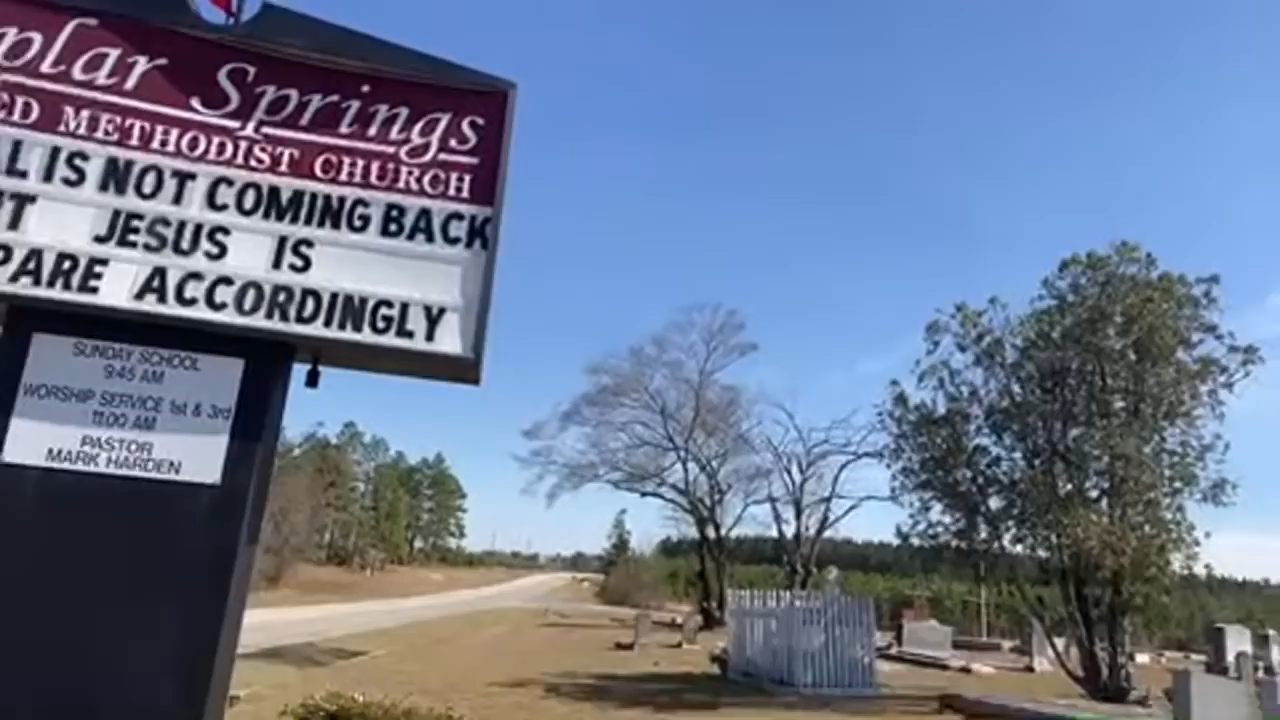 plar Springs
ED METHODIST CHURCH
L IS NOT COMING BACK
T JESUS IS
PARE ACCORDINGLY
SUNDAY SCHOOL
9:45 AM
WORSHIP SERVICE 1st & 3rd
11:00 AM
PASTOR
MARK HARDEN